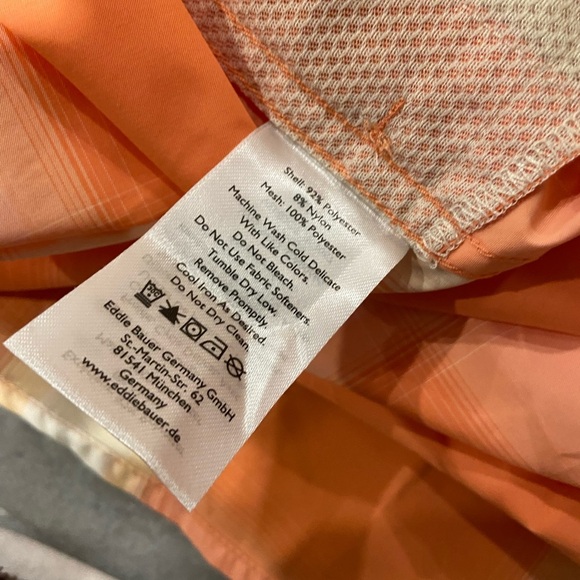 Shell: 92% Polyester
8% Nylon
Mesh: 100% Polyester
Machine Wash Cold Delicate
With Like Colors.
Do Not Bleach.
Tumble Dry Low.
Do Not Use Fabric Softeners.
Remove Promptly.
Cool Iron As Desired.
Do Not Dry Clean.
Eddie Bauer Germany GmbH
St.-Martin-Str. 62
81541 München
Germany
www.eddiebauer.de